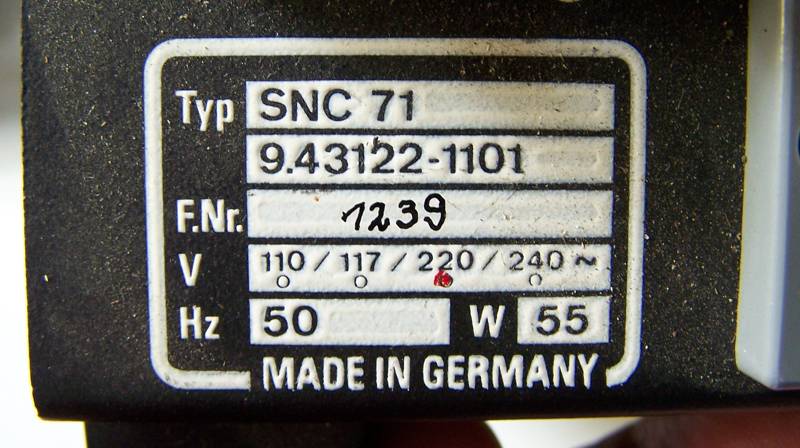 Typ SNC 71
9.43122-1101
F.Nr. 1239
V 110 / 117 / 220 / 240 ~
Hz 50 W 55
MADE IN GERMANY